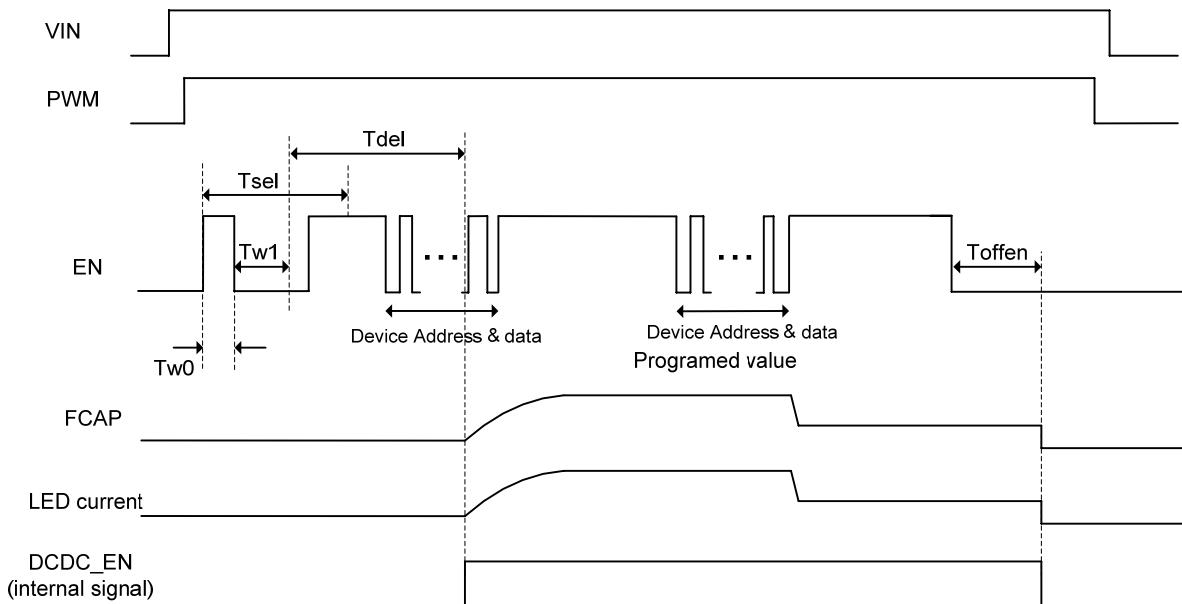 VIN
PWM
Tdel
Tsel
Tw1
EN
Toffen
Device Address & data
Device Address & data
Programed value
Tw0
FCAP
LED current
DCDC_EN
(internal signal)